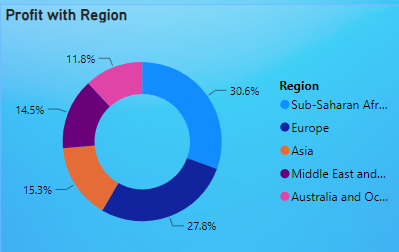 Profit with Region
11.8%
30.6%
14.5%
15.3%
27.8%
Region
Sub-Saharan Afr...
Europe
Asia
Middle East and...
Australia and Oc...